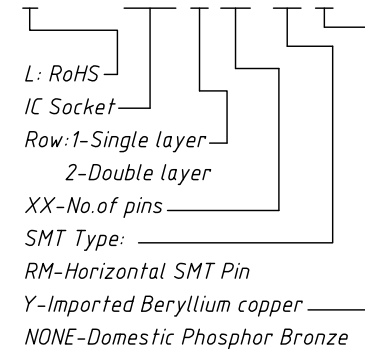 L: RoHS
IC Socket
Row:1-Single layer
2-Double layer
XX-No.of pins
SMT Type:
RM-Horizontal SMT Pin
Y-Imported Beryllium copper
NONE-Domestic Phosphor Bronze